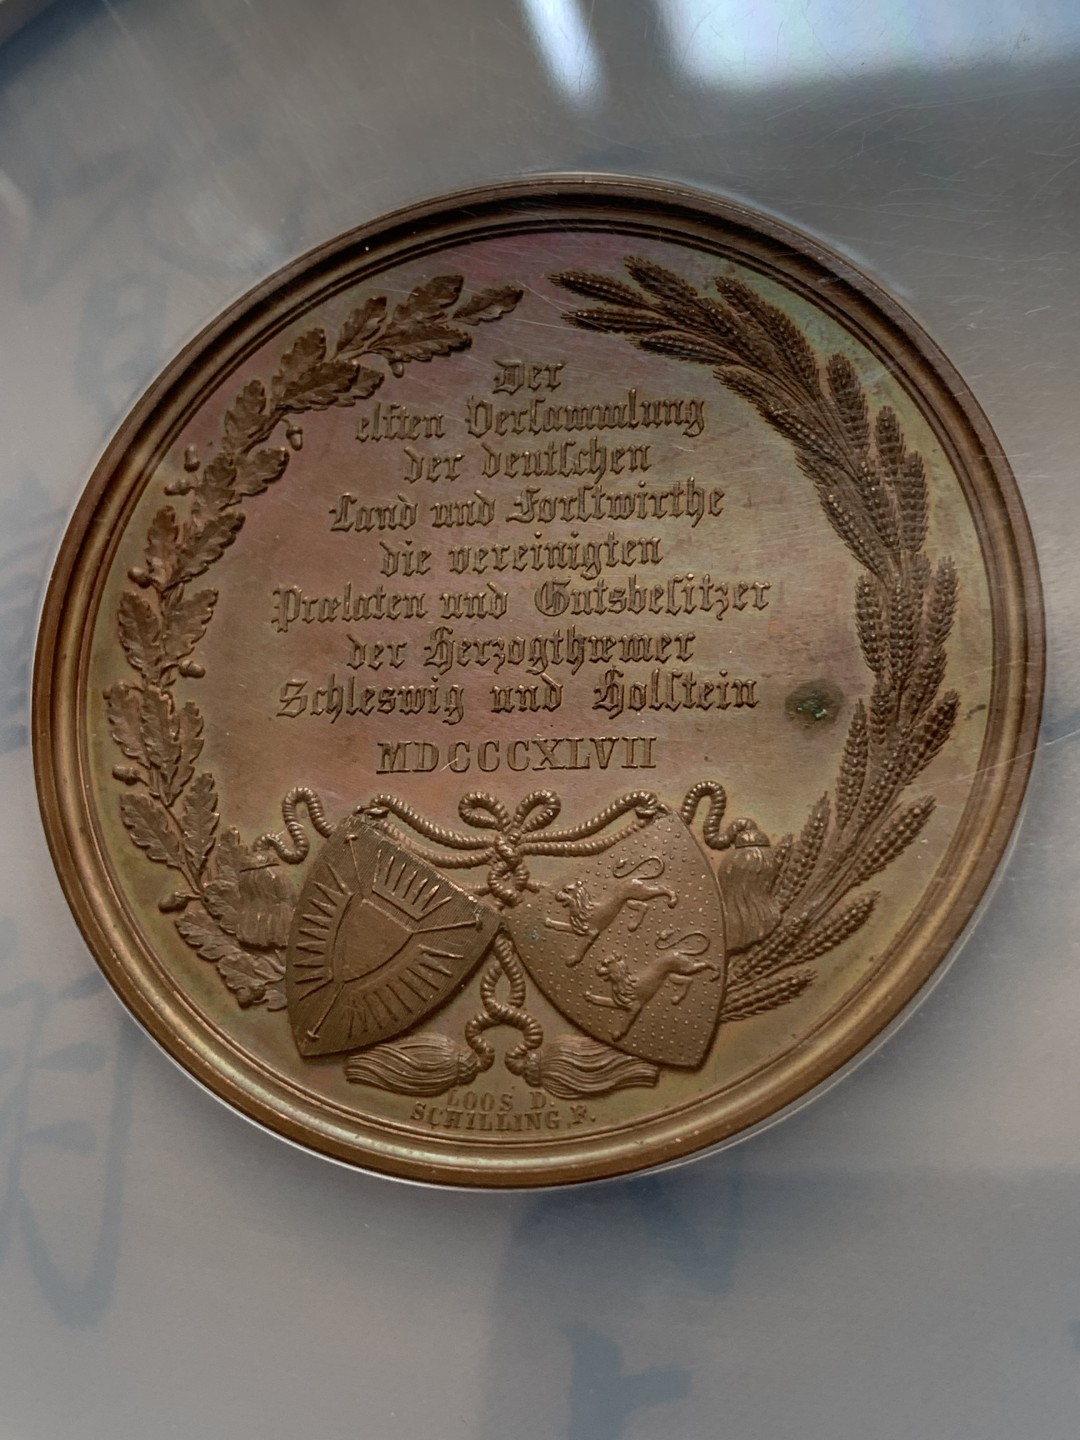 Der
elften Versammlung
der deutschen
Land und Forstwirthe
die vereinigten
Prælaten und Gutsbesitzer
der Herzogthæmer
Schleswig und Holstein
MDCCCXLVII
LOOS D.
SCHILLING F.